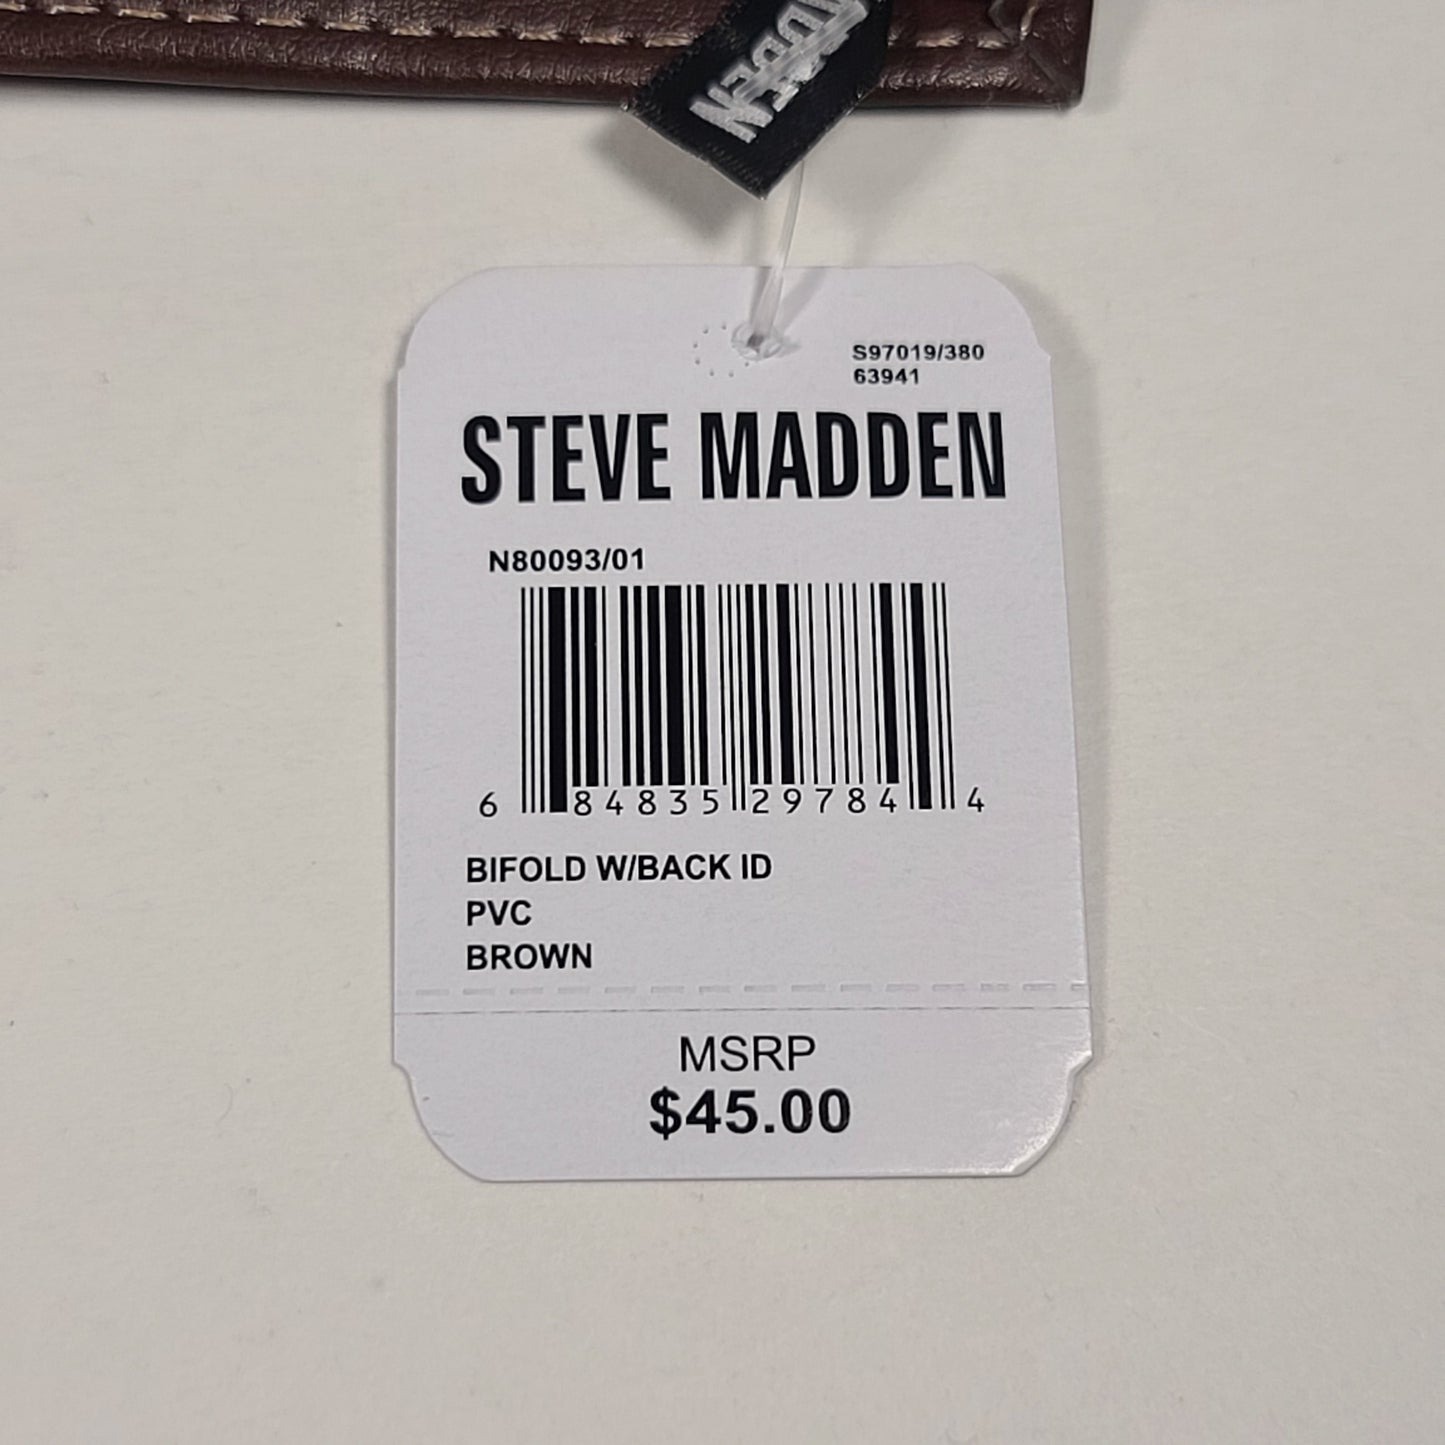 DDEN
S97019/380
63941
STEVE MADDEN
N80093/01
6 84835 29784 4
BIFOLD W/BACK ID
PVC
BROWN
MSRP
$45.00